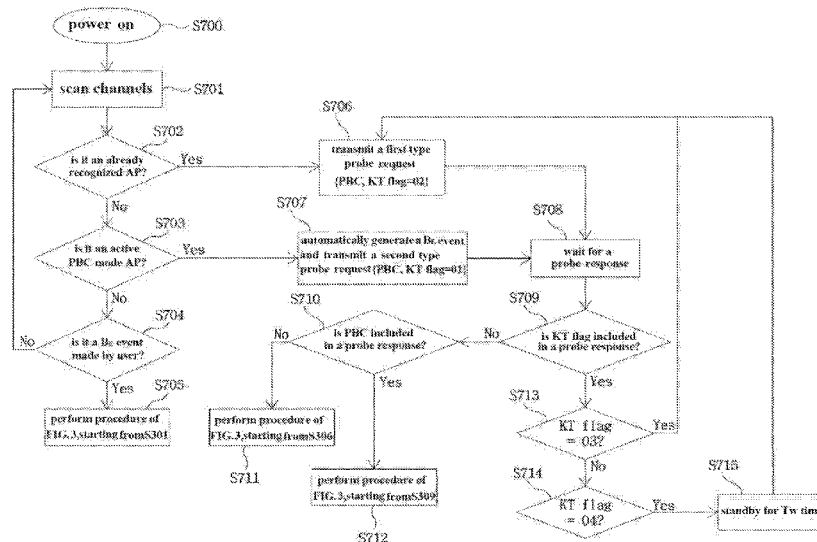 power on
S700
scan channels
S701
S702
is it an already
recognized AP?
Yes
No
S706
transmit a first type
probe request
{PBC, KT flag=02}
S703
is it an active
PBC mode AP?
Yes
No
S707
automatically generate a Be event
and transmit a second type
probe request{PBC, KT flag=01}
S708
wait for a
probe response
S704
is it a Be event
made by user?
No
Yes
S709
is KT flag included
in a probe response?
No
Yes
S710
is PBC included
in a probe response?
No
Yes
S705
perform procedure of
FIG.3,starting from S301
perform procedure of
FIG.3,starting from S306
S711
perform procedure of
FIG.3,starting from S309
S712
S713
KT flag
= 03?
Yes
No
S714
KT flag
= 04?
Yes
S715
standby for Tw time